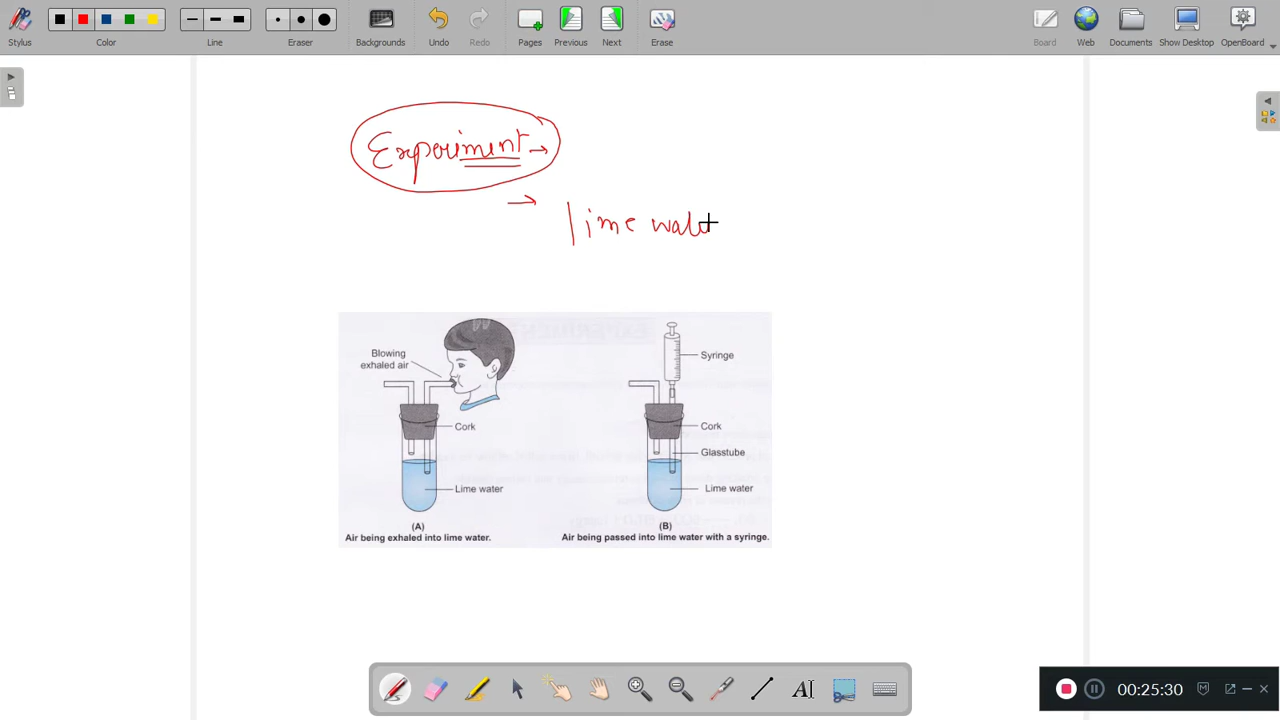 Stylus Color Line Eraser Backgrounds Undo Redo Pages Previous Next Erase Board Web Documents Show Desktop OpenBoard
Experiment →
→ lime wat
Blowing
exhaled air
Cork
Lime water
(A)
Air being exhaled into lime water.
Syringe
Cork
Glasstube
Lime water
(B)
Air being passed into lime water with a syringe.
00:25:30